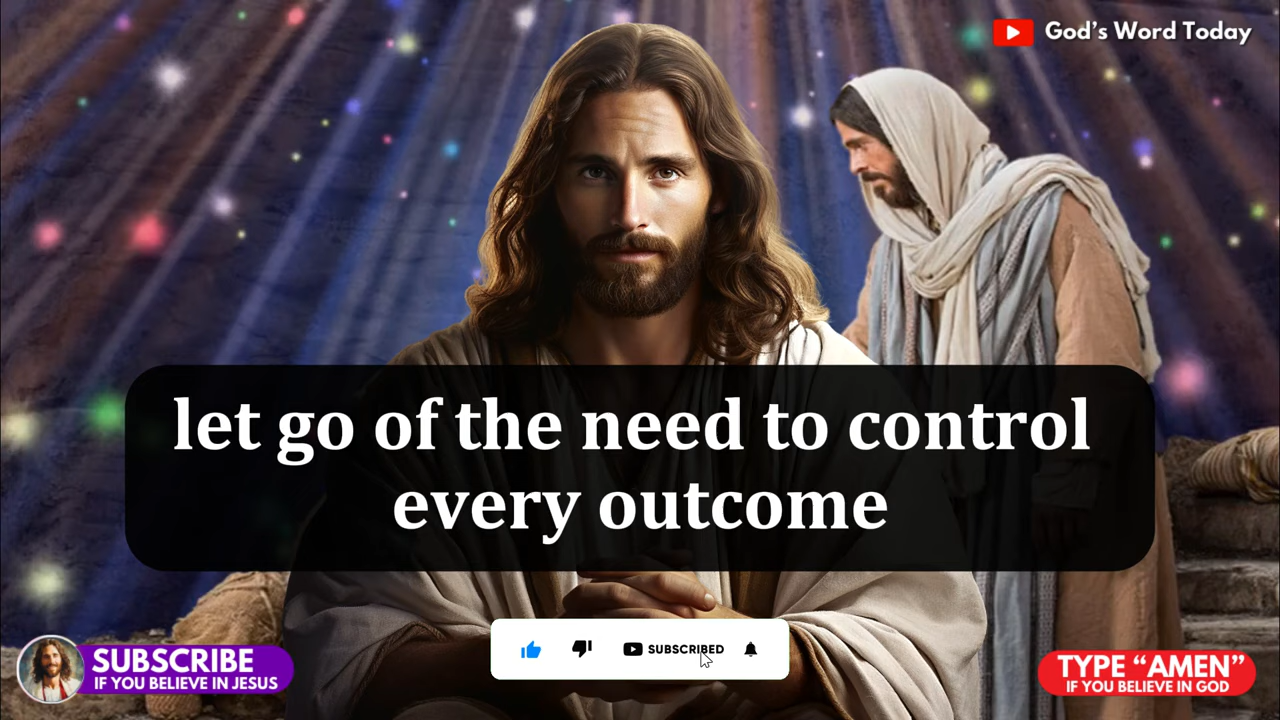 God's Word Today
let go of the need to control
every outcome
SUBSCRIBED
SUBSCRIBE
IF YOU BELIEVE IN JESUS
TYPE “AMEN”
IF YOU BELIEVE IN GOD